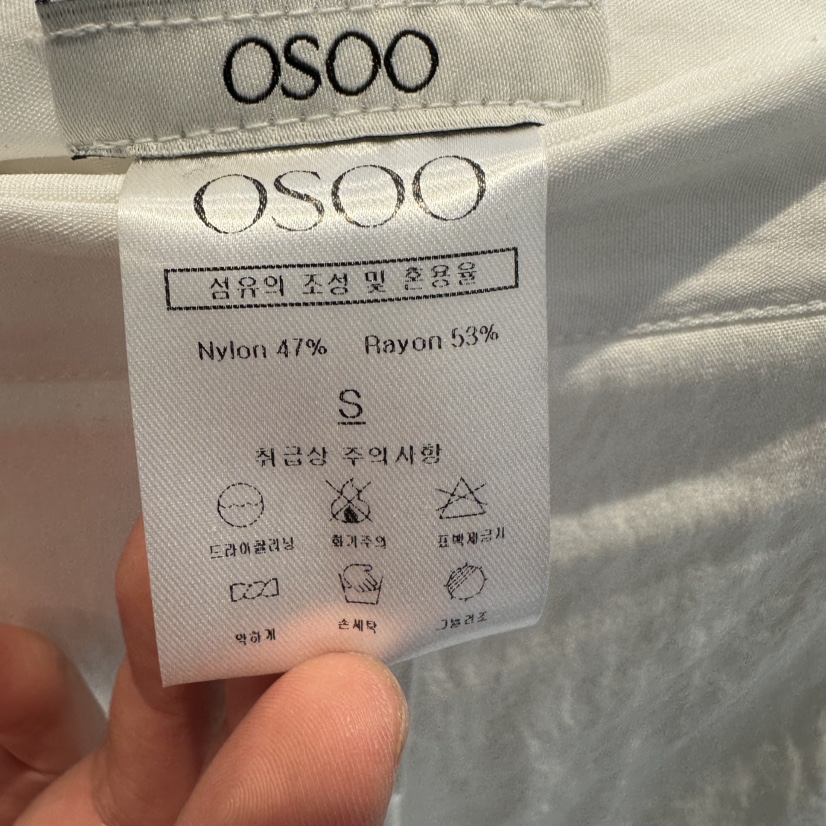 OSOO
OSOO
섬유의 조성 및 혼용율
Nylon 47% Rayon 53%
S
취급상 주의사항
드라이클리닝 화기주의 표백제금지
약하게 손세탁 그늘건조